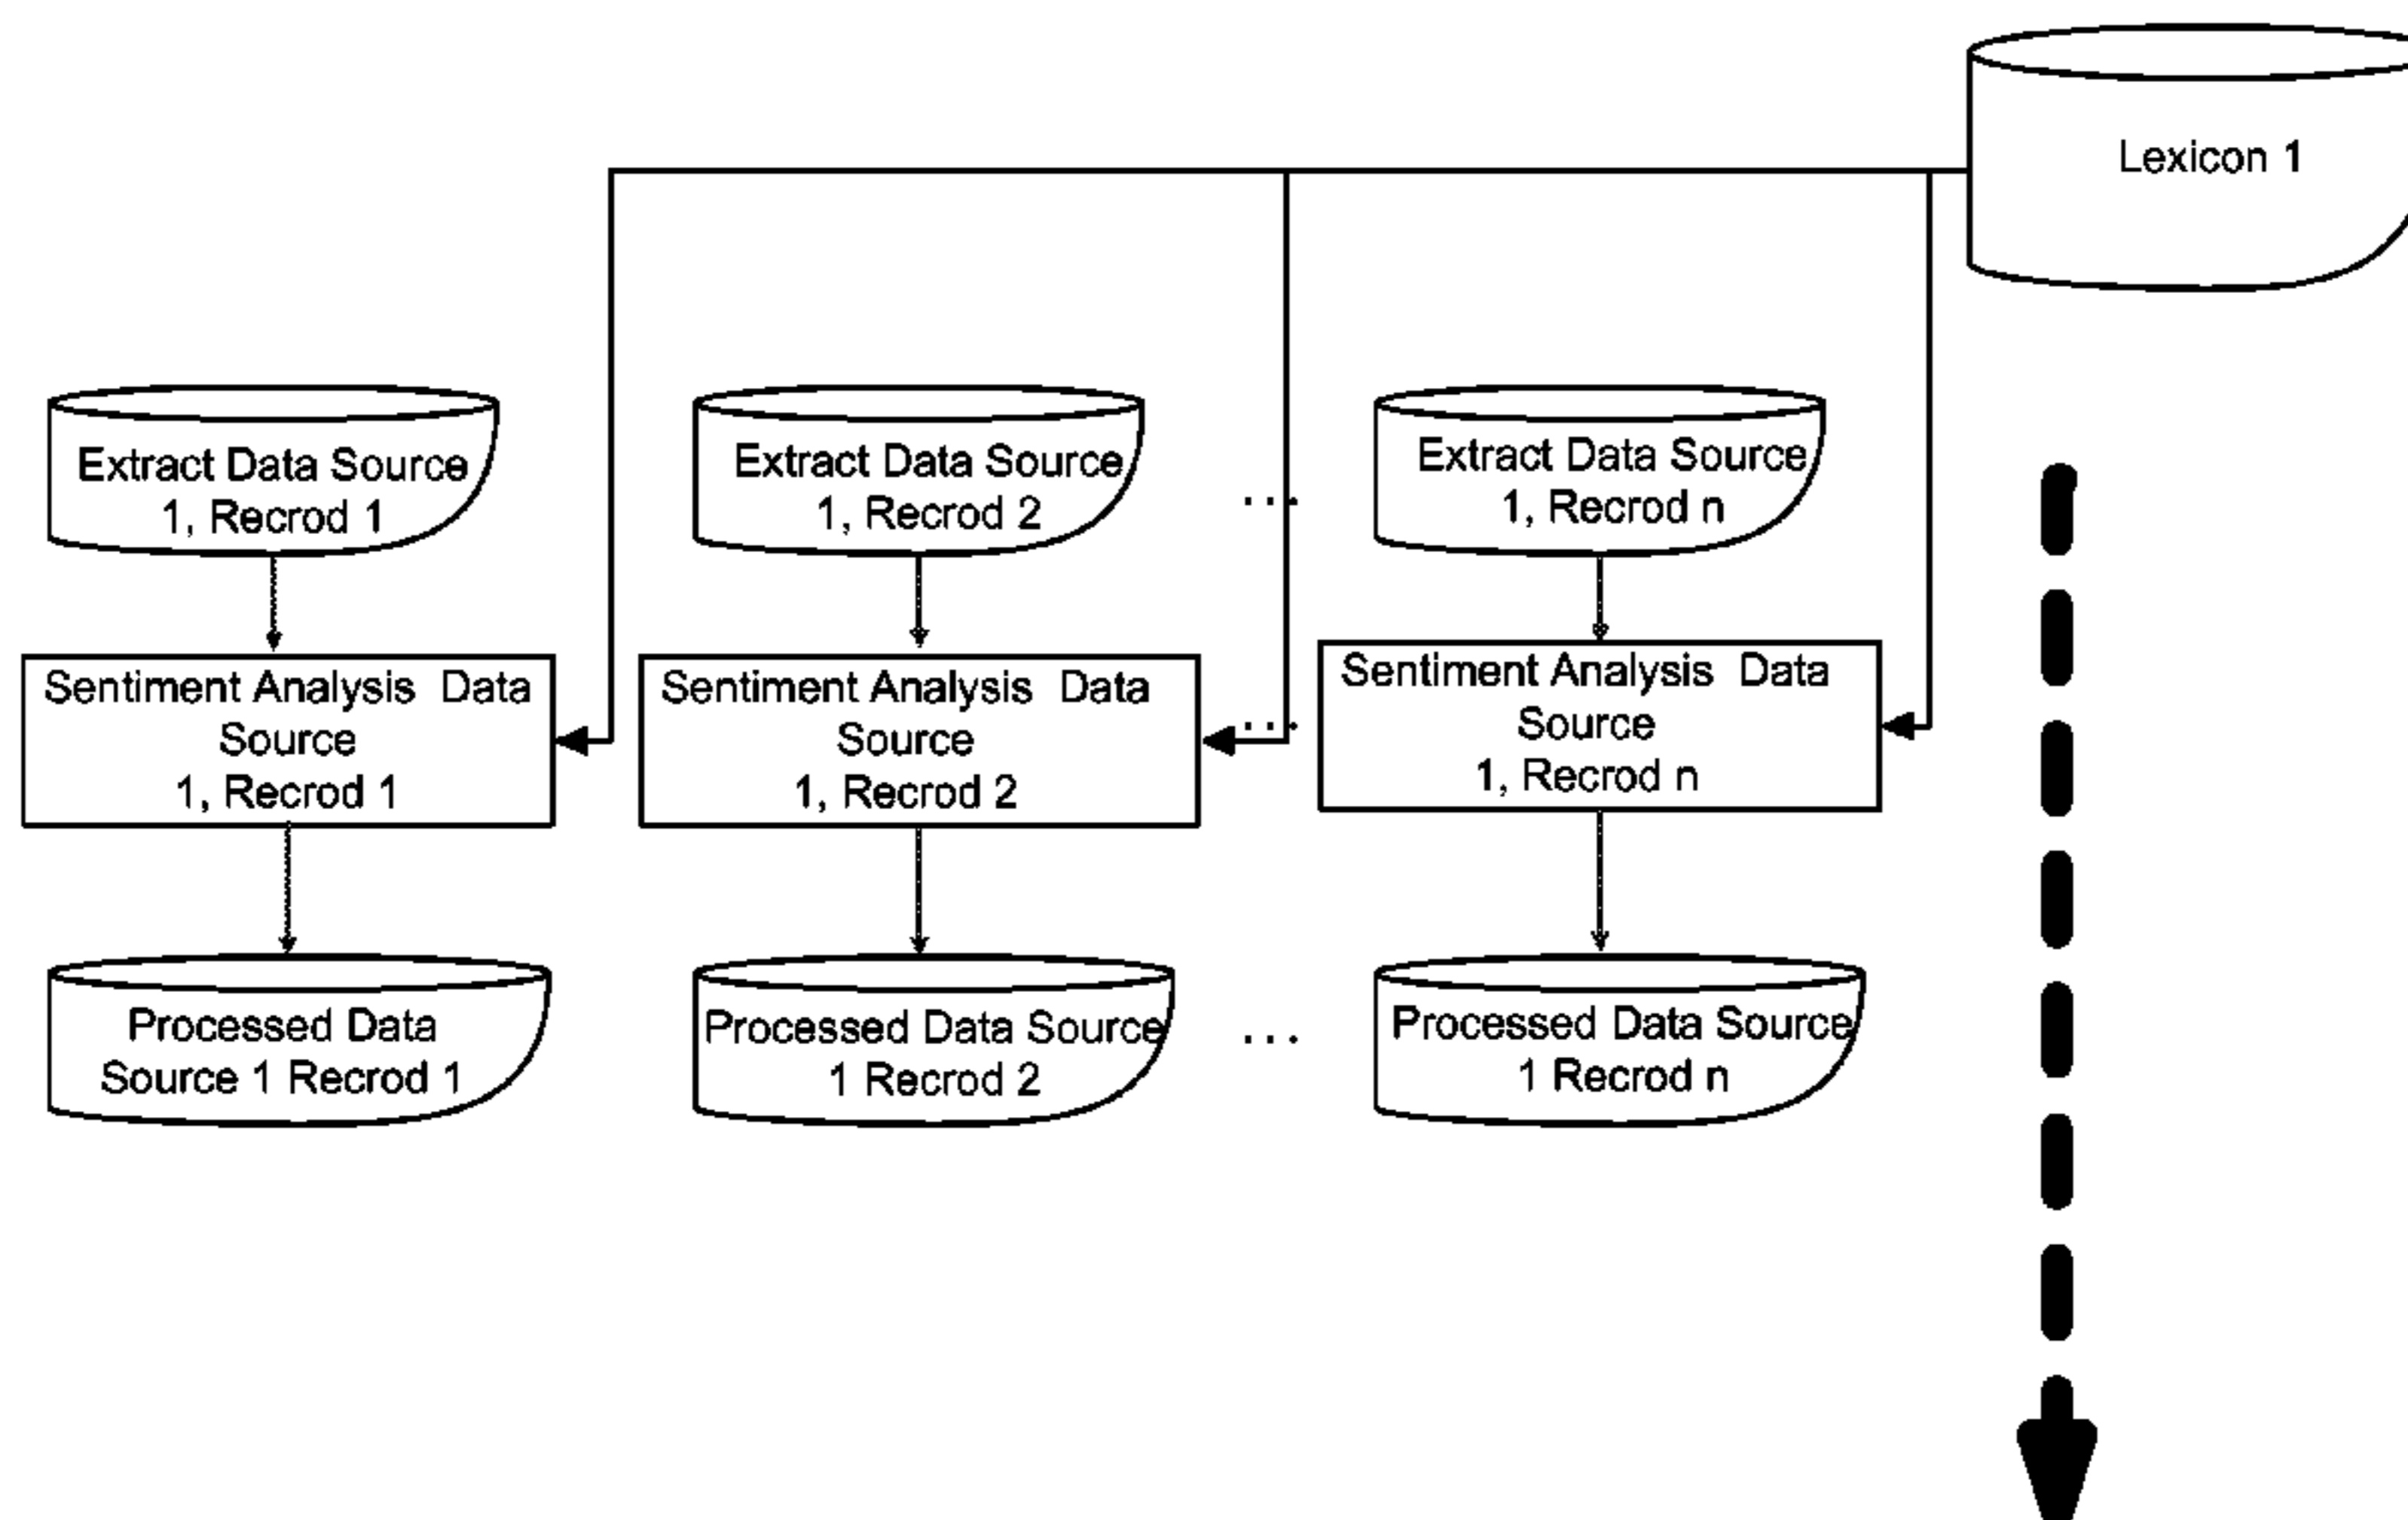 Lexicon 1
Extract Data Source
1, Recrod 1
Extract Data Source
1, Recrod 2
...
Extract Data Source
1, Recrod n
Sentiment Analysis  Data
Source
1, Recrod 1
Sentiment Analysis  Data
Source
1, Recrod 2
...
Sentiment Analysis  Data
Source
1, Recrod n
Processed Data
Source 1 Recrod 1
Processed Data Source
1 Recrod 2
...
Processed Data Source
1 Recrod n